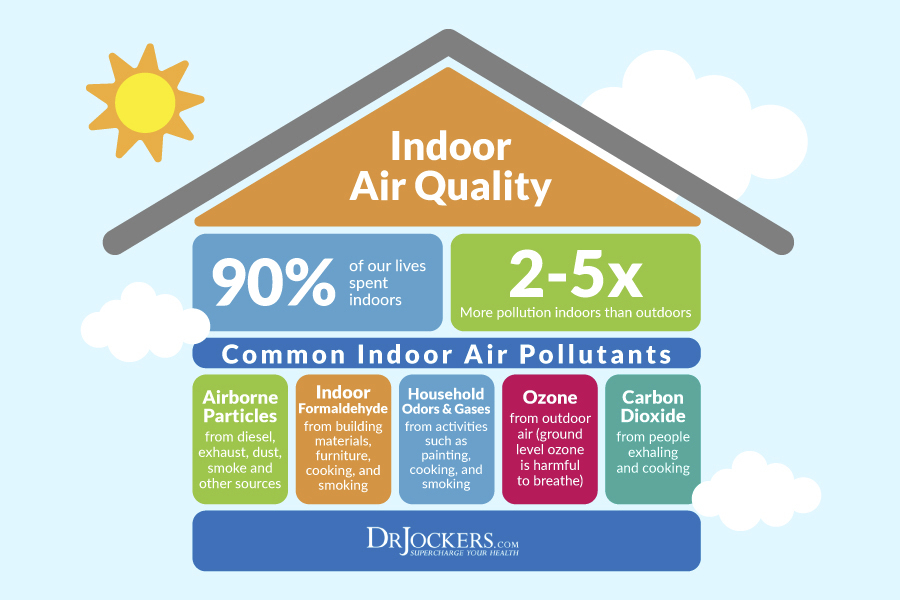 Indoor
Air Quality
90%
of our lives
spent
indoors
2-5x
More pollution indoors than outdoors
Common Indoor Air Pollutants
Airborne
Particles
from diesel,
exhaust, dust,
smoke and
other sources
Indoor
Formaldehyde
from building
materials,
furniture,
cooking, and
smoking
Household
Odors & Gases
from activities
such as
painting,
cooking, and
smoking
Ozone
from outdoor
air (ground
level ozone
is harmful
to breathe)
Carbon
Dioxide
from people
exhaling
and cooking
DRJOCKERS.COM
SUPERCHARGE YOUR HEALTH